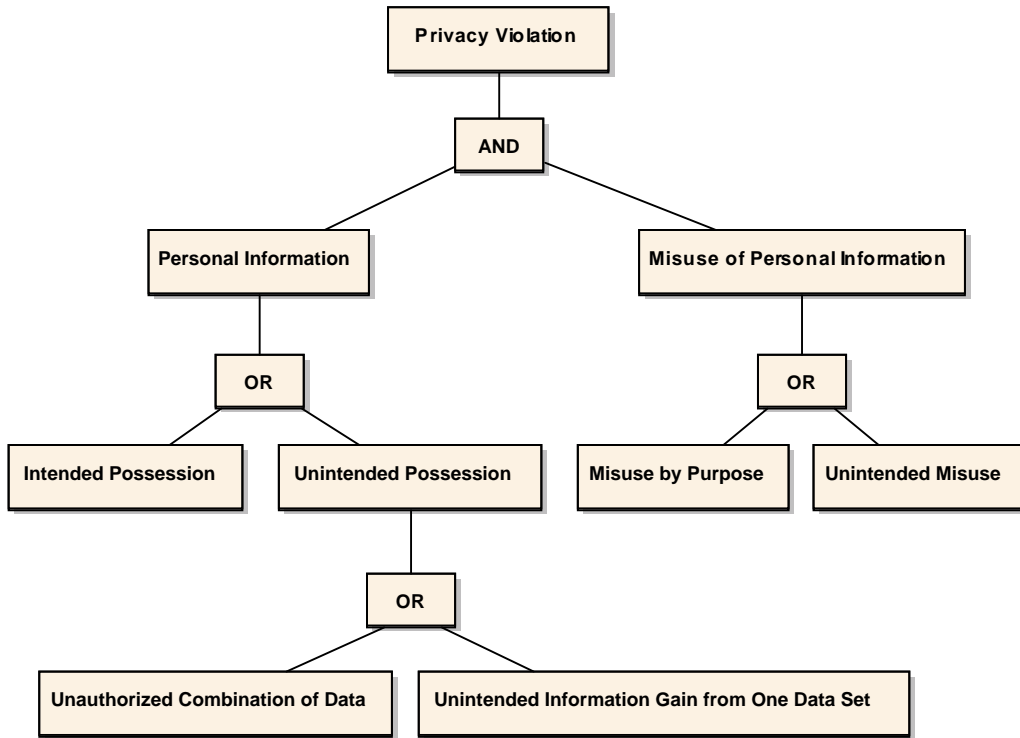 Privacy Violation
AND
Personal Information
Misuse of Personal Information
OR
OR
Intended Possession
Unintended Possession
Misuse by Purpose
Unintended Misuse
OR
Unauthorized Combination of Data
Unintended Information Gain from One Data Set